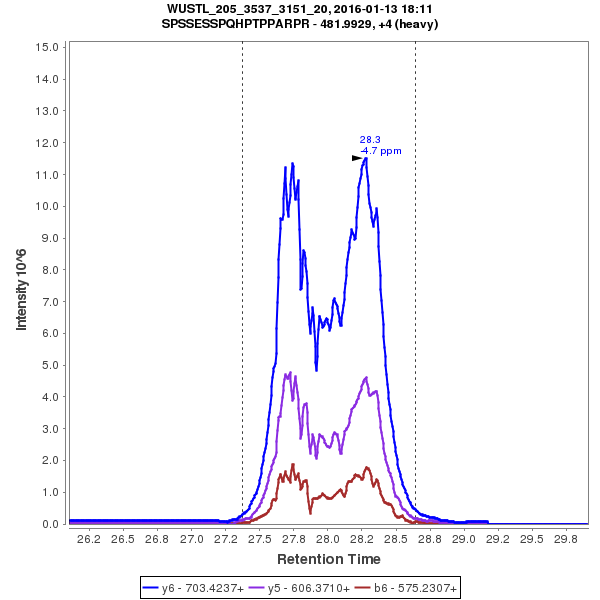 WUSTL_205_3537_3151_20, 2016-01-13 18:11
SPSSESSPQHPTPPARPR - 481.9929, +4 (heavy)
15.0
14.0
13.0
12.0
11.0
10.0
9.0
8.0
7.0
6.0
5.0
4.0
3.0
2.0
1.0
0.0
Intensity 10^6
28.3
-4.7 ppm
26.2 26.5 26.8 27.0 27.2 27.5 27.8 28.0 28.2 28.5 28.8 29.0 29.2 29.5 29.8
Retention Time
y6 - 703.4237+ y5 - 606.3710+ b6 - 575.2307+